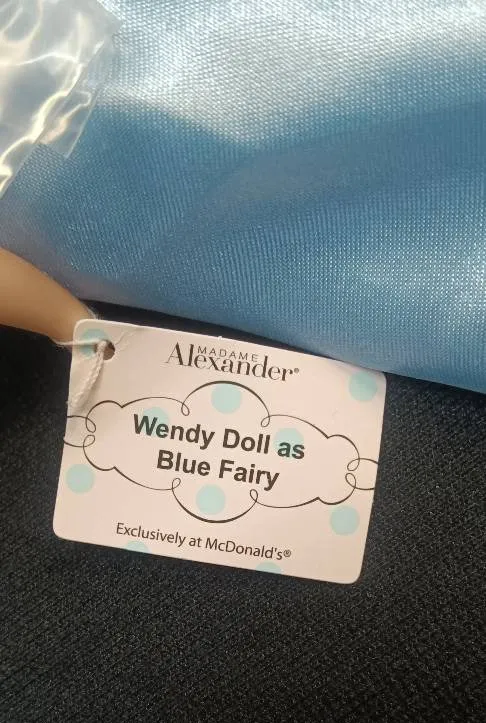 MADAME
Alexander®
Wendy Doll as
Blue Fairy
Exclusively at McDonald's®